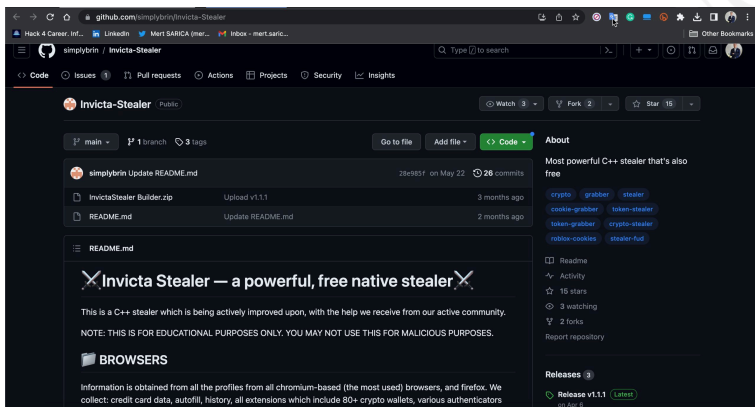 github.com/simplybrin/Invicta-Stealer
Hack 4 Career. Inf...
LinkedIn
Mert SARICA (mer...
Inbox - mert.saric...
Other Bookmarks
simplybrin / Invicta-Stealer
Type / to search
Code
Issues 1
Pull requests
Actions
Projects
Security
Insights
Invicta-Stealer Public
Watch 3
Fork 2
Star 15
main
1 branch
3 tags
Go to file
Add file
<> Code
simplybrin Update README.md
28e985f on May 22
26 commits
InvictaStealer Builder.zip
Upload v1.1.1
3 months ago
README.md
Update README.md
2 months ago
README.md
⚔Invicta Stealer — a powerful, free native stealer⚔
This is a C++ stealer which is being actively improved upon, with the help we receive from our active community.
NOTE: THIS IS FOR EDUCATIONAL PURPOSES ONLY. YOU MAY NOT USE THIS FOR MALICIOUS PURPOSES.
📁 BROWSERS
Information is obtained from all the profiles from all chromium-based (the most used) browsers, and firefox. We
collect: credit card data, autofill, history, all extensions which include 80+ crypto wallets, various authenticators
About
Most powerful C++ stealer that's also
free
crypto grabber stealer
cookie-grabber token-stealer
token-grabber crypto-stealer
roblox-cookies stealer-fud
Readme
Activity
15 stars
3 watching
2 forks
Report repository
Releases 3
Release v1.1.1 Latest
on Apr 6